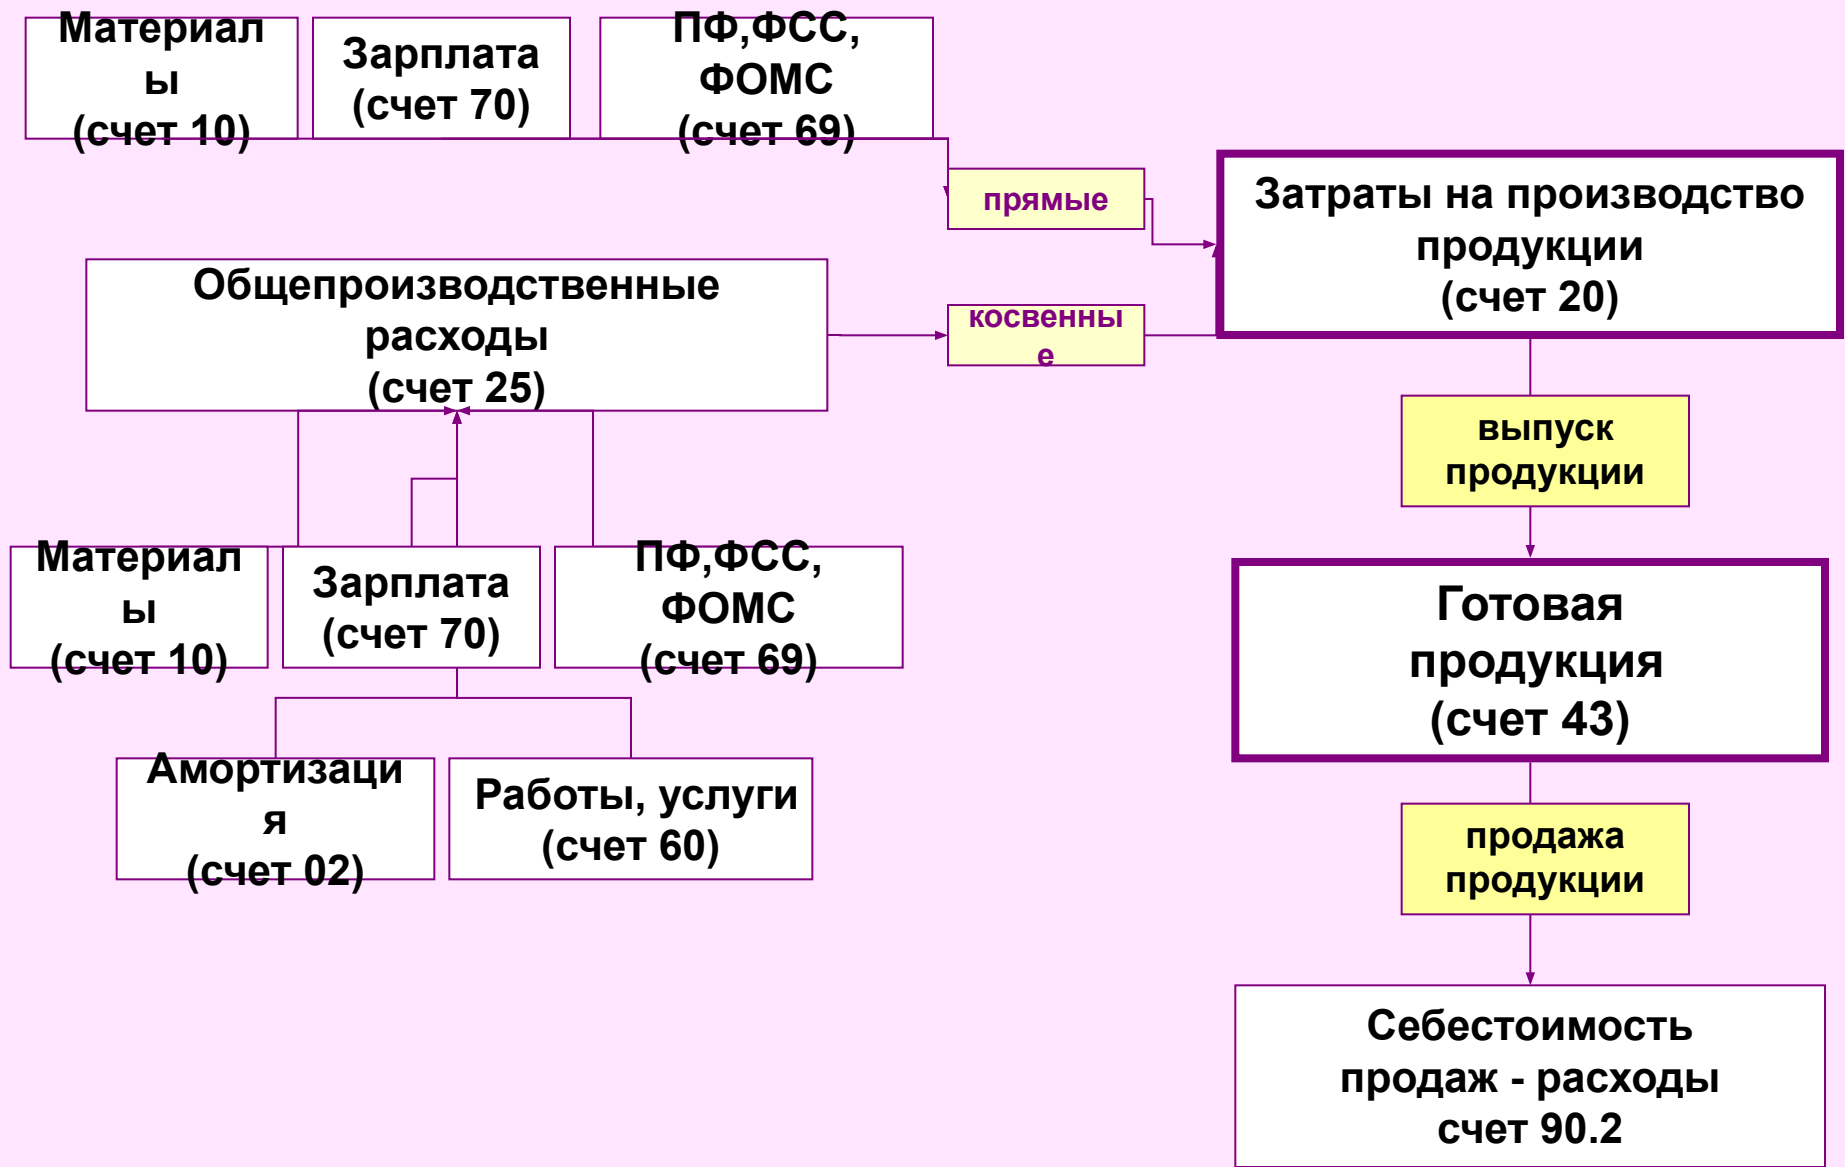 Материал
ы
(счет 10)
Зарплата
(счет 70)
ПФ,ФСС,
ФОМС
(счет 69)
прямые
Затраты на производство
продукции
(счет 20)
Общепроизводственные
расходы
(счет 25)
косвенны
е
выпуск
продукции
Материал
ы
(счет 10)
Зарплата
(счет 70)
ПФ,ФСС,
ФОМС
(счет 69)
Готовая
продукция
(счет 43)
Амортизаци
я
(счет 02)
Работы, услуги
(счет 60)
продажа
продукции
Себестоимость
продаж - расходы
счет 90.2